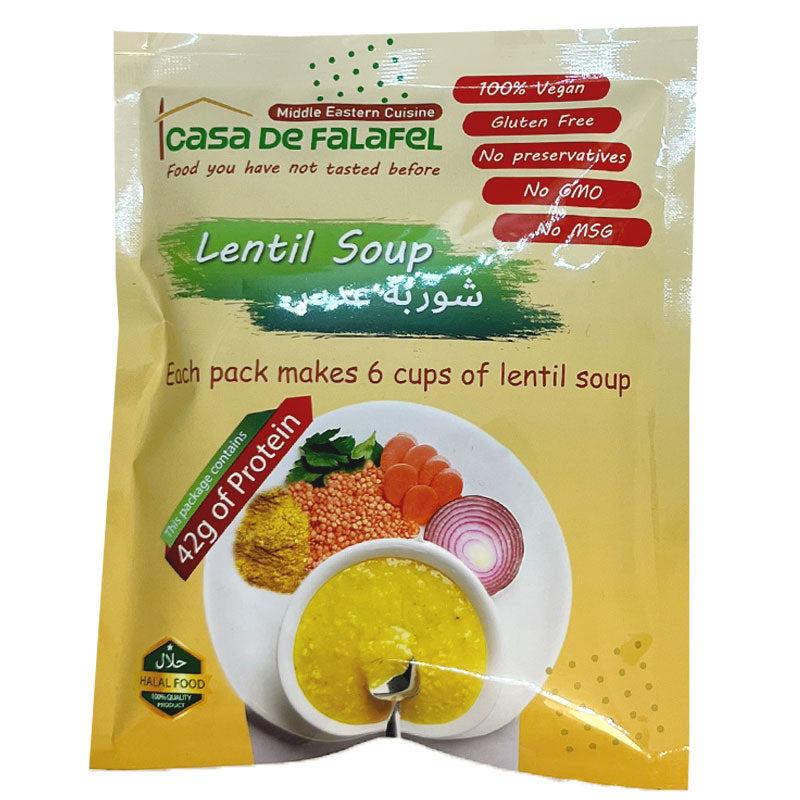 Middle Eastern Cuisine
Casa De Falafel
Food you have not tasted before
100% Vegan
Gluten Free
No preservatives
No GMO
No MSG
Lentil Soup
شوربة عدس
Each pack makes 6 cups of lentil soup
This package contains
42g of Protein
حلال
HALAL FOOD
100% QUALITY
PRODUCT